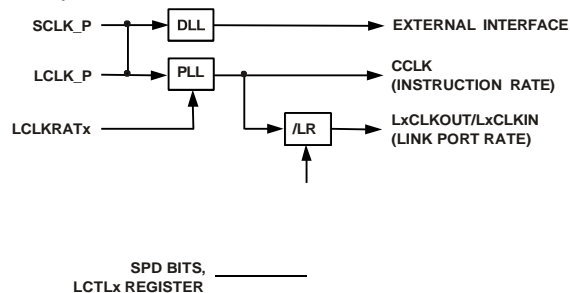 SCLK_P
DLL
EXTERNAL INTERFACE
LCLK_P
PLL
CCLK
(INSTRUCTION RATE)
LCLKRATx
/LR
LxCLKOUT/LxCLKIN
(LINK PORT RATE)
SPD BITS,
LCTLx REGISTER